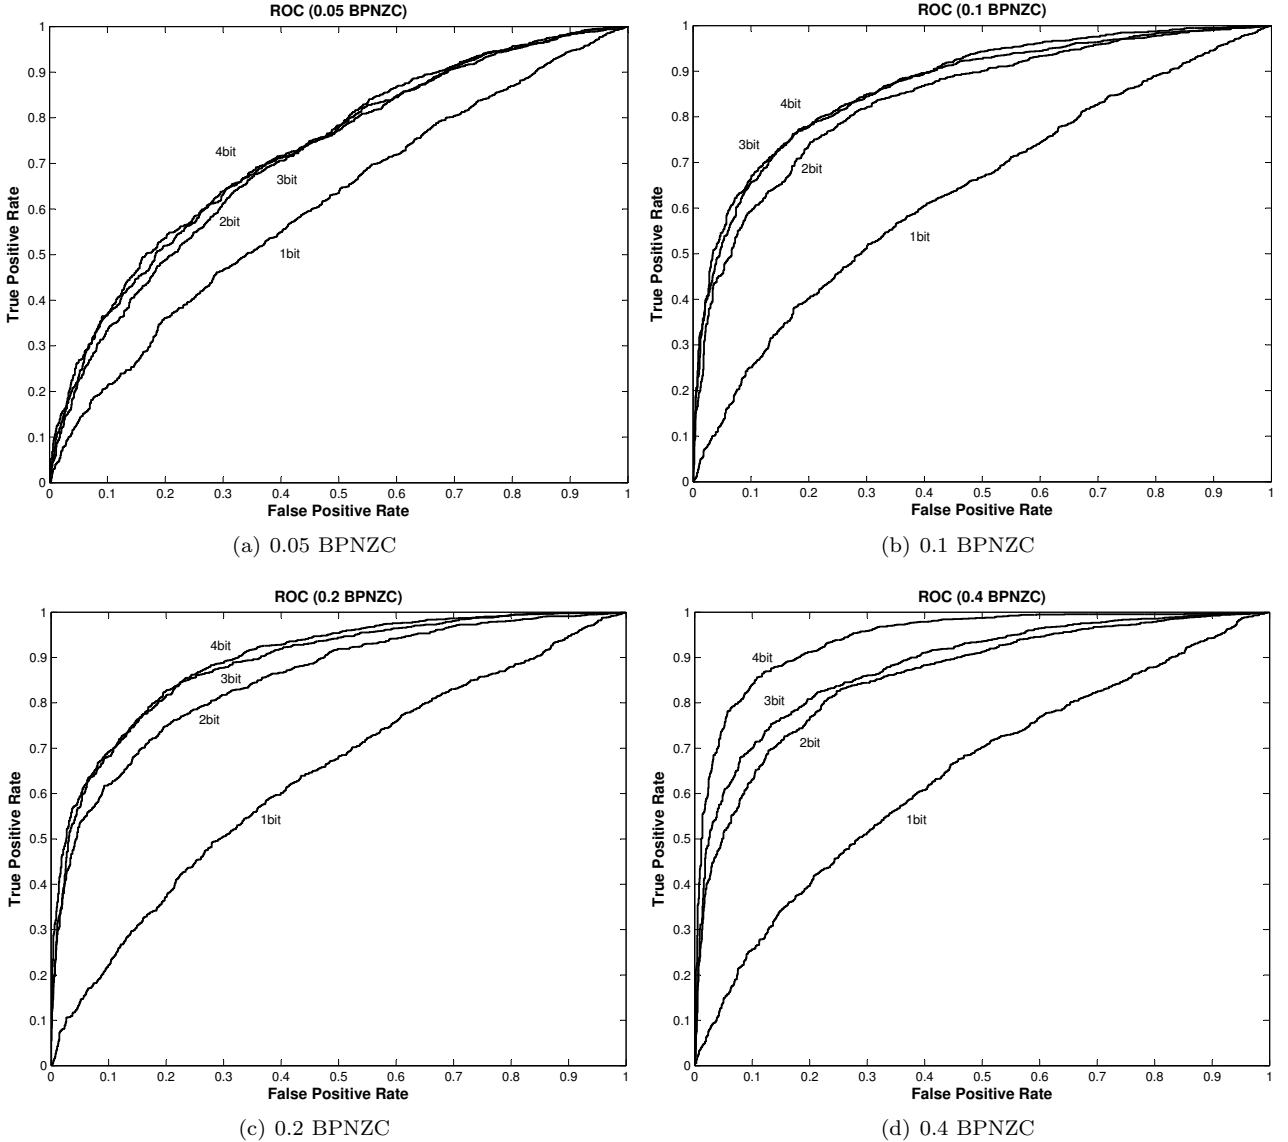 ROC (0.05 BPNZC)
1
0.9
0.8
0.7
0.6
0.5
0.4
0.3
0.2
0.1
0
True Positive Rate
4bit
3bit
2bit
1bit
0 0.1 0.2 0.3 0.4 0.5 0.6 0.7 0.8 0.9 1
False Positive Rate
(a) 0.05 BPNZC
ROC (0.1 BPNZC)
1
0.9
0.8
0.7
0.6
0.5
0.4
0.3
0.2
0.1
0
True Positive Rate
4bit
3bit
2bit
1bit
0 0.1 0.2 0.3 0.4 0.5 0.6 0.7 0.8 0.9 1
False Positive Rate
(b) 0.1 BPNZC
ROC (0.2 BPNZC)
1
0.9
0.8
0.7
0.6
0.5
0.4
0.3
0.2
0.1
0
True Positive Rate
4bit
3bit
2bit
1bit
0 0.1 0.2 0.3 0.4 0.5 0.6 0.7 0.8 0.9 1
False Positive Rate
(c) 0.2 BPNZC
ROC (0.4 BPNZC)
1
0.9
0.8
0.7
0.6
0.5
0.4
0.3
0.2
0.1
0
True Positive Rate
4bit
3bit
2bit
1bit
0 0.1 0.2 0.3 0.4 0.5 0.6 0.7 0.8 0.9 1
False Positive Rate
(d) 0.4 BPNZC